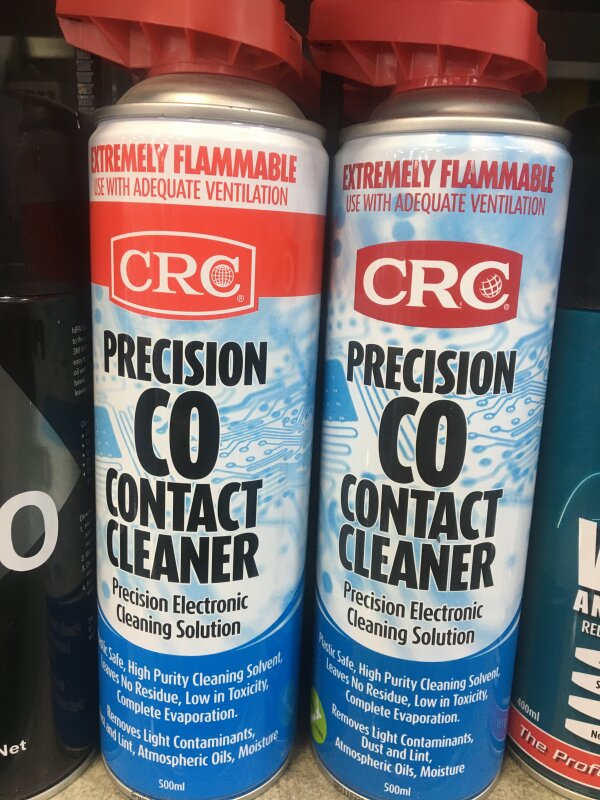 EXTREMELY FLAMMABLE
USE WITH ADEQUATE VENTILATION
CRC
PRECISION
CO
CONTACT
CLEANER
Precision Electronic
Cleaning Solution
Safe, High Purity Cleaning Solvent,
Leaves No Residue, Low in Toxicity,
Complete Evaporation.
Removes Light Contaminants,
and Lint, Atmospheric Oils, Moisture
500ml
EXTREMELY FLAMMABLE
USE WITH ADEQUATE VENTILATION
CRC
PRECISION
CO
CONTACT
CLEANER
Precision Electronic
Cleaning Solution
Plastic Safe, High Purity Cleaning Solvent,
Leaves No Residue, Low in Toxicity,
Complete Evaporation.
Removes Light Contaminants,
Dust and Lint,
Atmospheric Oils, Moisture
500ml
O
Net
400ml
The Prof